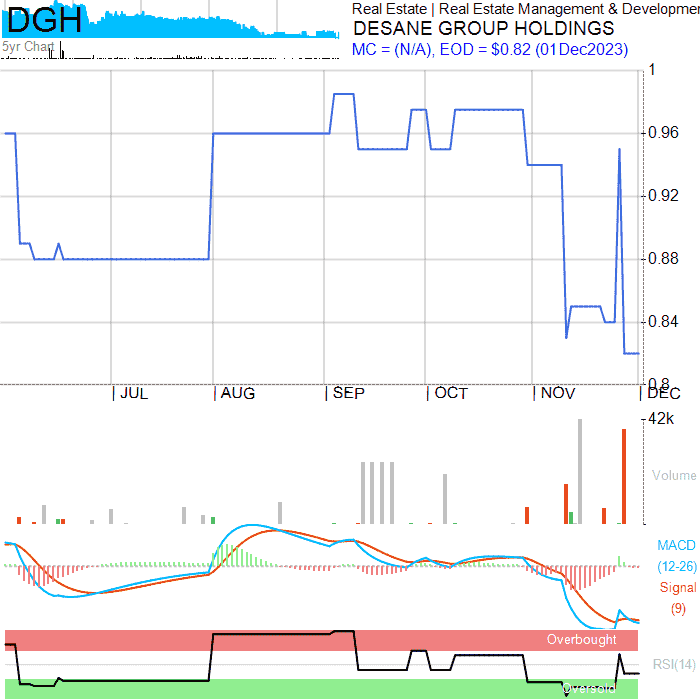 DGH
5yr Chart
Real Estate | Real Estate Management & Developmen
DESANE GROUP HOLDINGS
MC = (N/A), EOD = $0.82 (01Dec2023)
1
0.96
0.92
0.88
0.84
0.8
JUL AUG SEP OCT NOV DEC
42k
Volume
MACD
(12-26)
Signal
(9)
Overbought
RSI(14)
Oversold